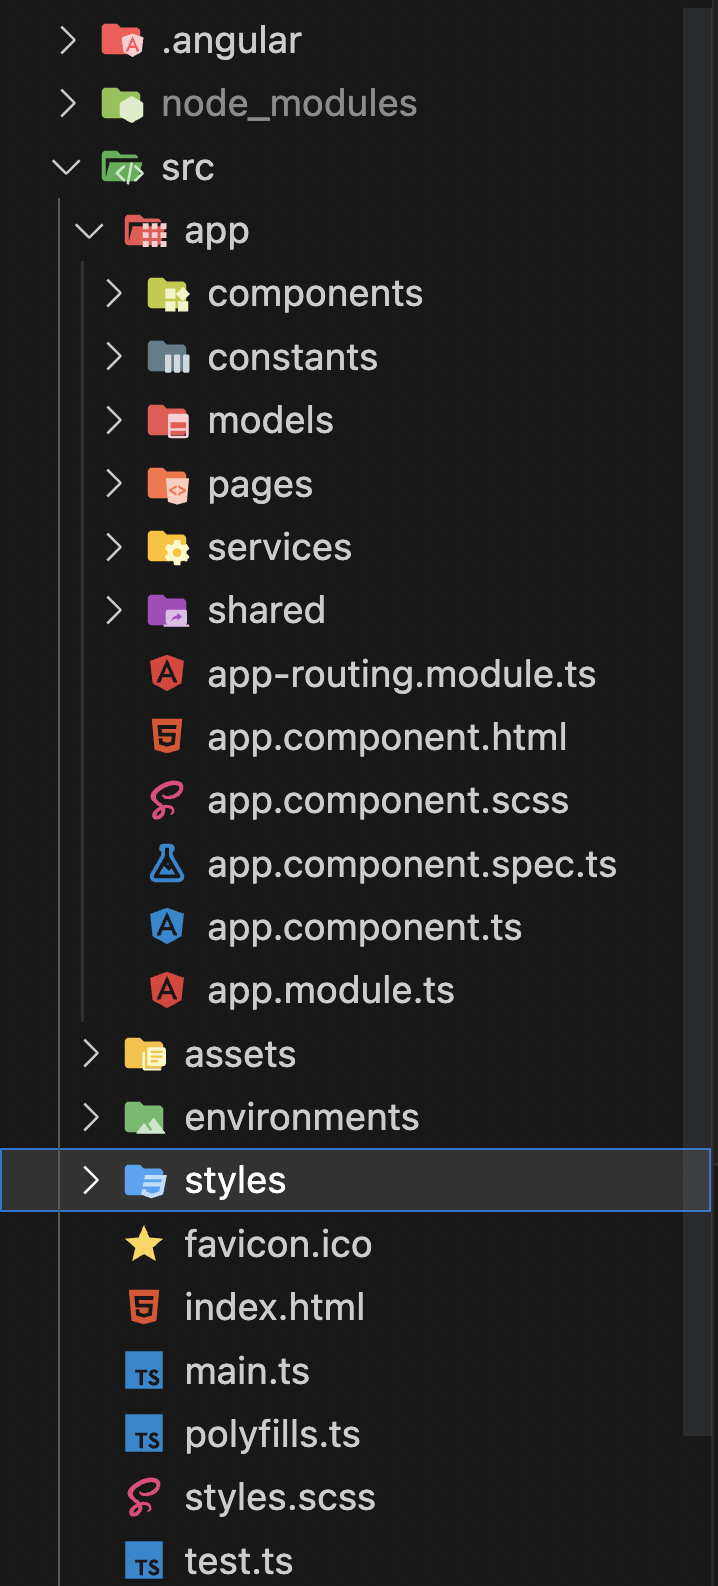 .angular
node_modules
src
app
components
constants
models
pages
services
shared
app-routing.module.ts
app.component.html
app.component.scss
app.component.spec.ts
app.component.ts
app.module.ts
assets
environments
styles
favicon.ico
index.html
main.ts
polyfills.ts
styles.scss
test.ts